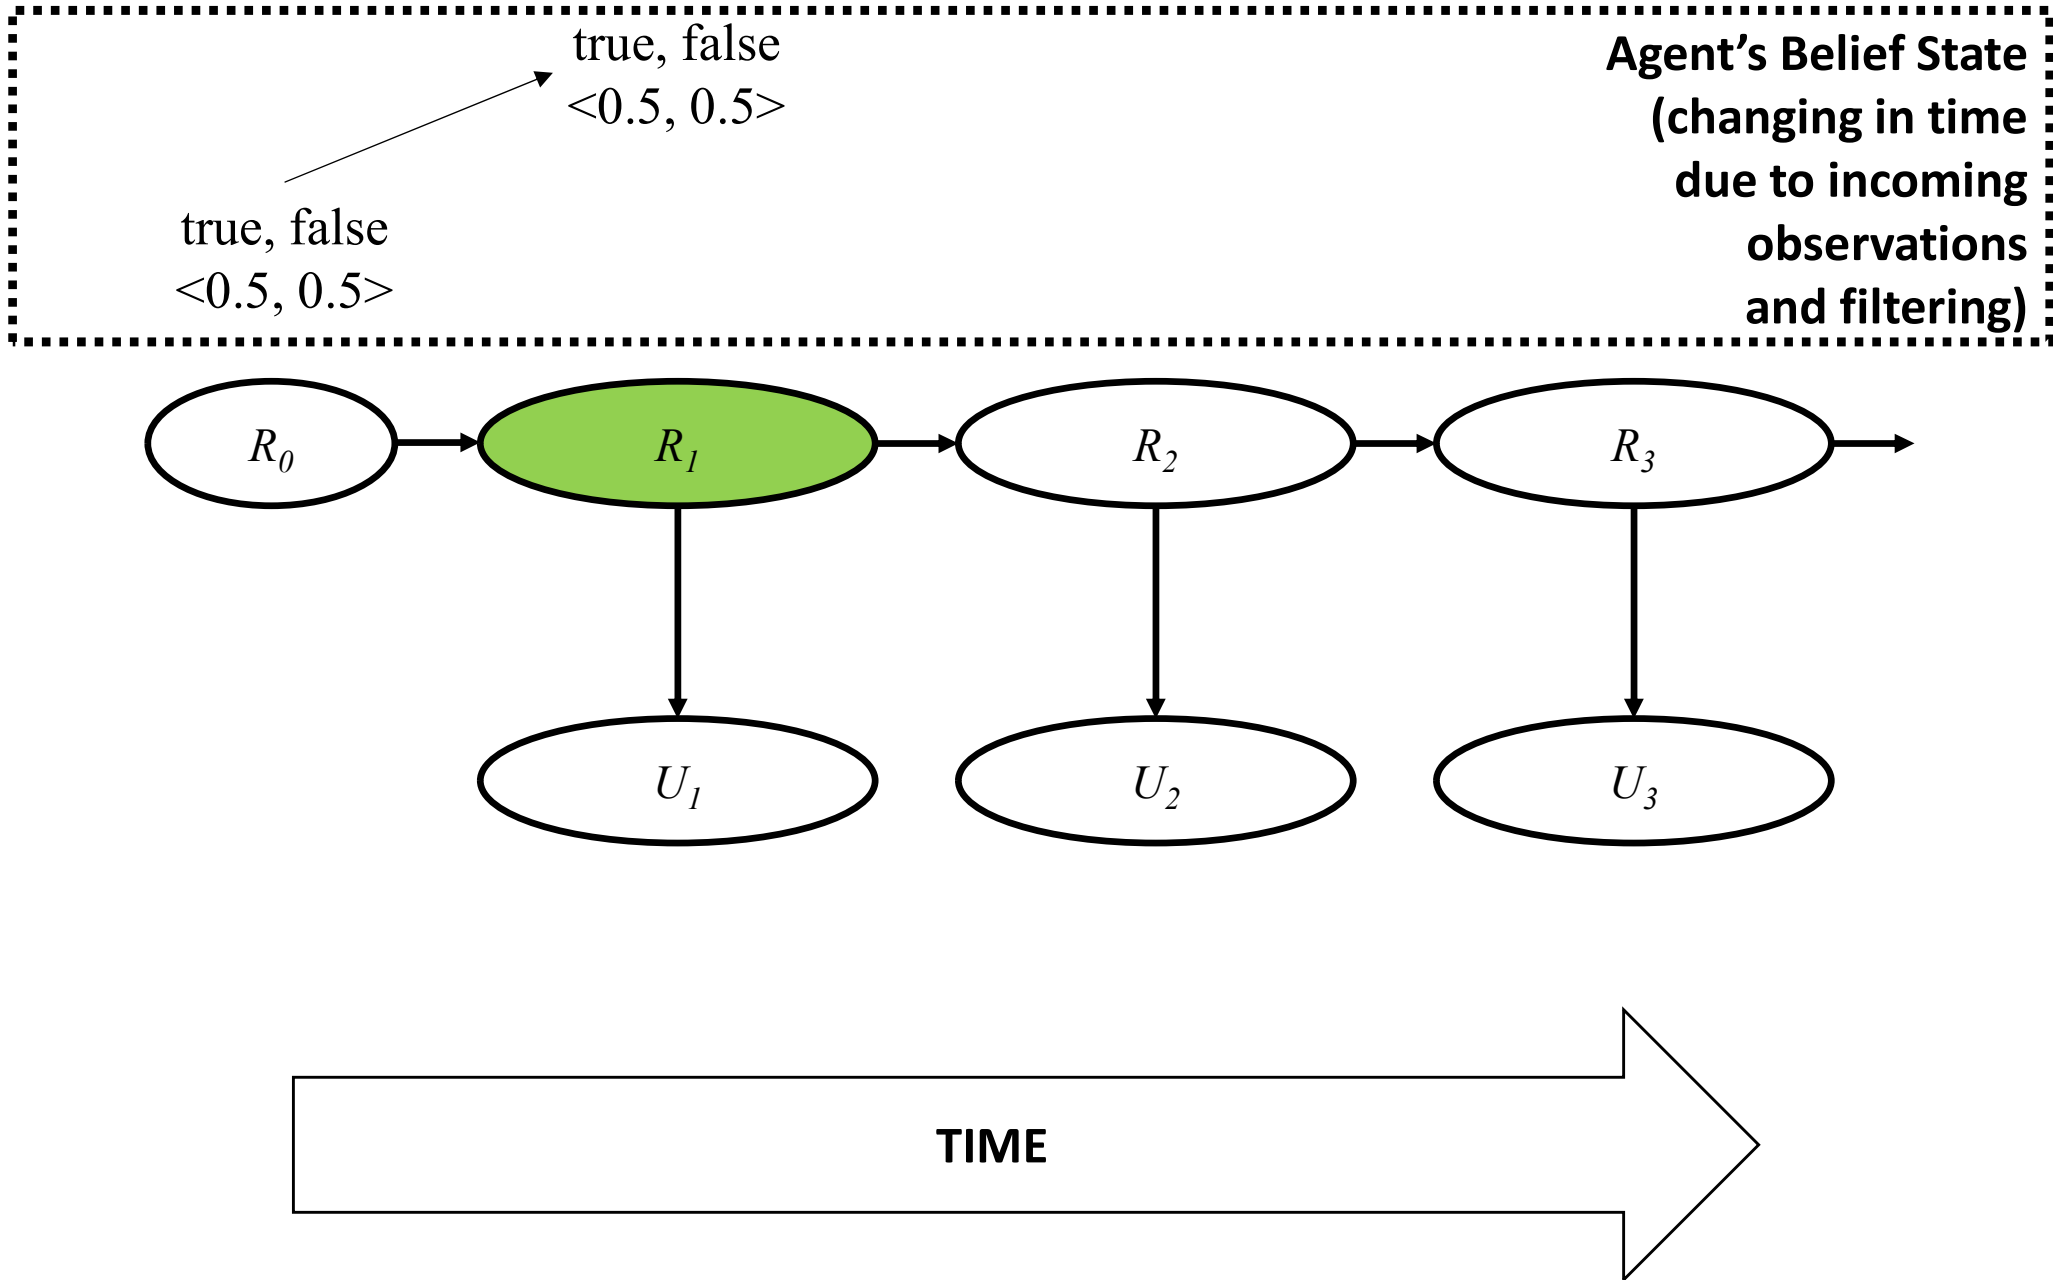 true, false
<0.5, 0.5>
true, false
<0.5, 0.5>
Agent’s Belief State
(changing in time
due to incoming
observations
and filtering)
R0
R1
R2
R3
U1
U2
U3
TIME